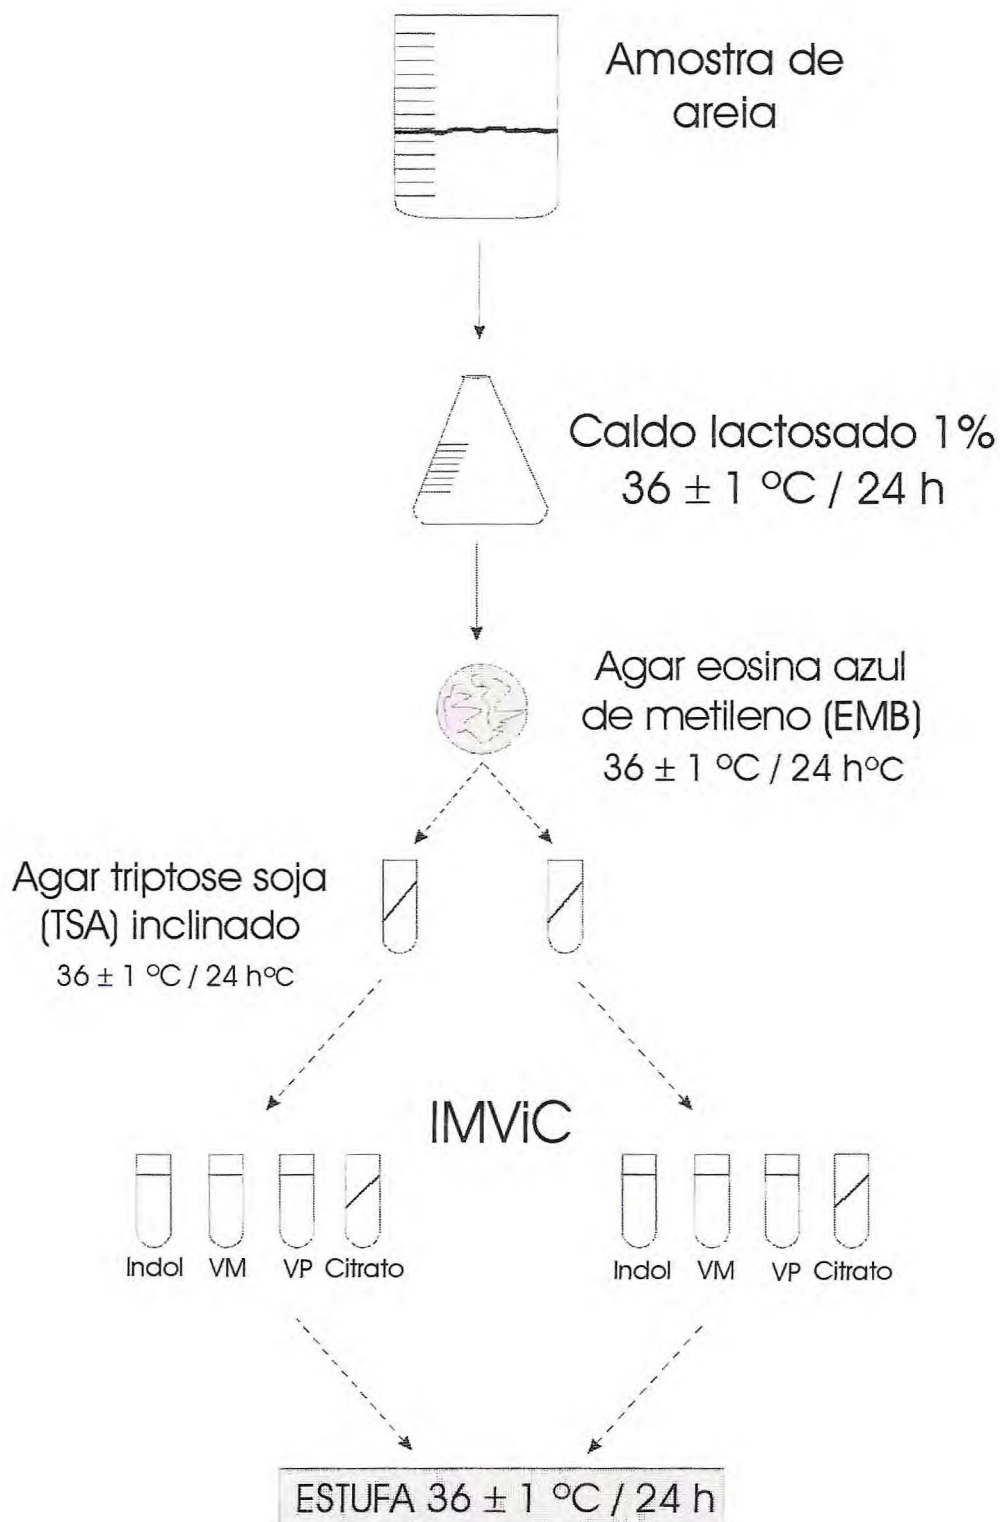 Amostra de
areia
Caldo lactosado 1%
36 ± 1 °C / 24 h
Agar eosina azul
de metileno (EMB)
36 ± 1 °C / 24 h°C
Agar triptose soja
(TSA) inclinado
36 ± 1 °C / 24 h°C
IMViC
Indol VM VP Citrato
Indol VM VP Citrato
ESTUFA 36 ± 1 °C / 24 h